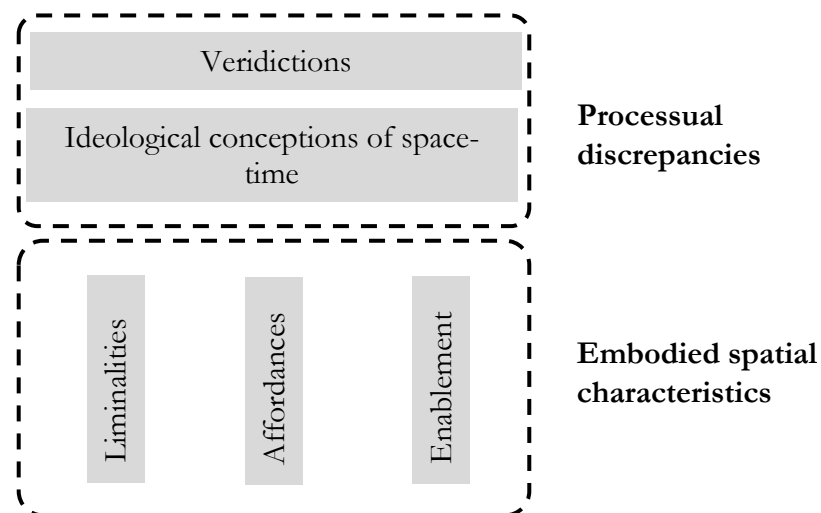 Veridictions
Ideological conceptions of space-
time
Processual
discrepancies
Liminalities
Affordances
Enablement
Embodied spatial
characteristics